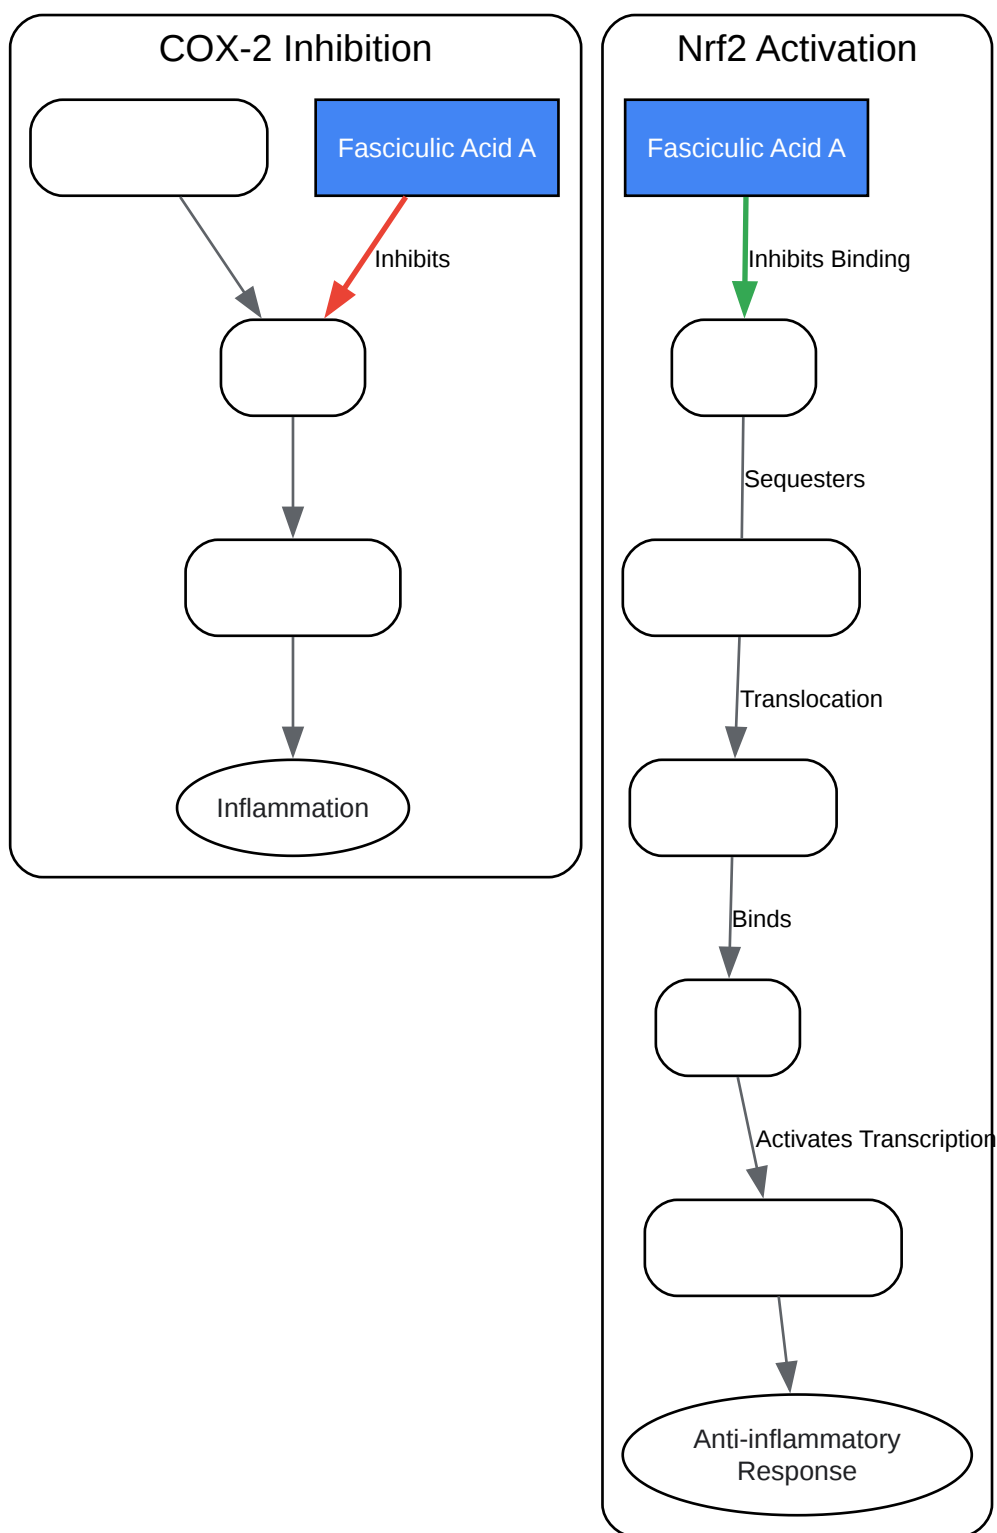 COX-2 Inhibition
Fasciculic Acid A
Inhibits
Inflammation
Nrf2 Activation
Fasciculic Acid A
Inhibits Binding
Sequesters
Translocation
Binds
Activates Transcription
Anti-inflammatory
Response